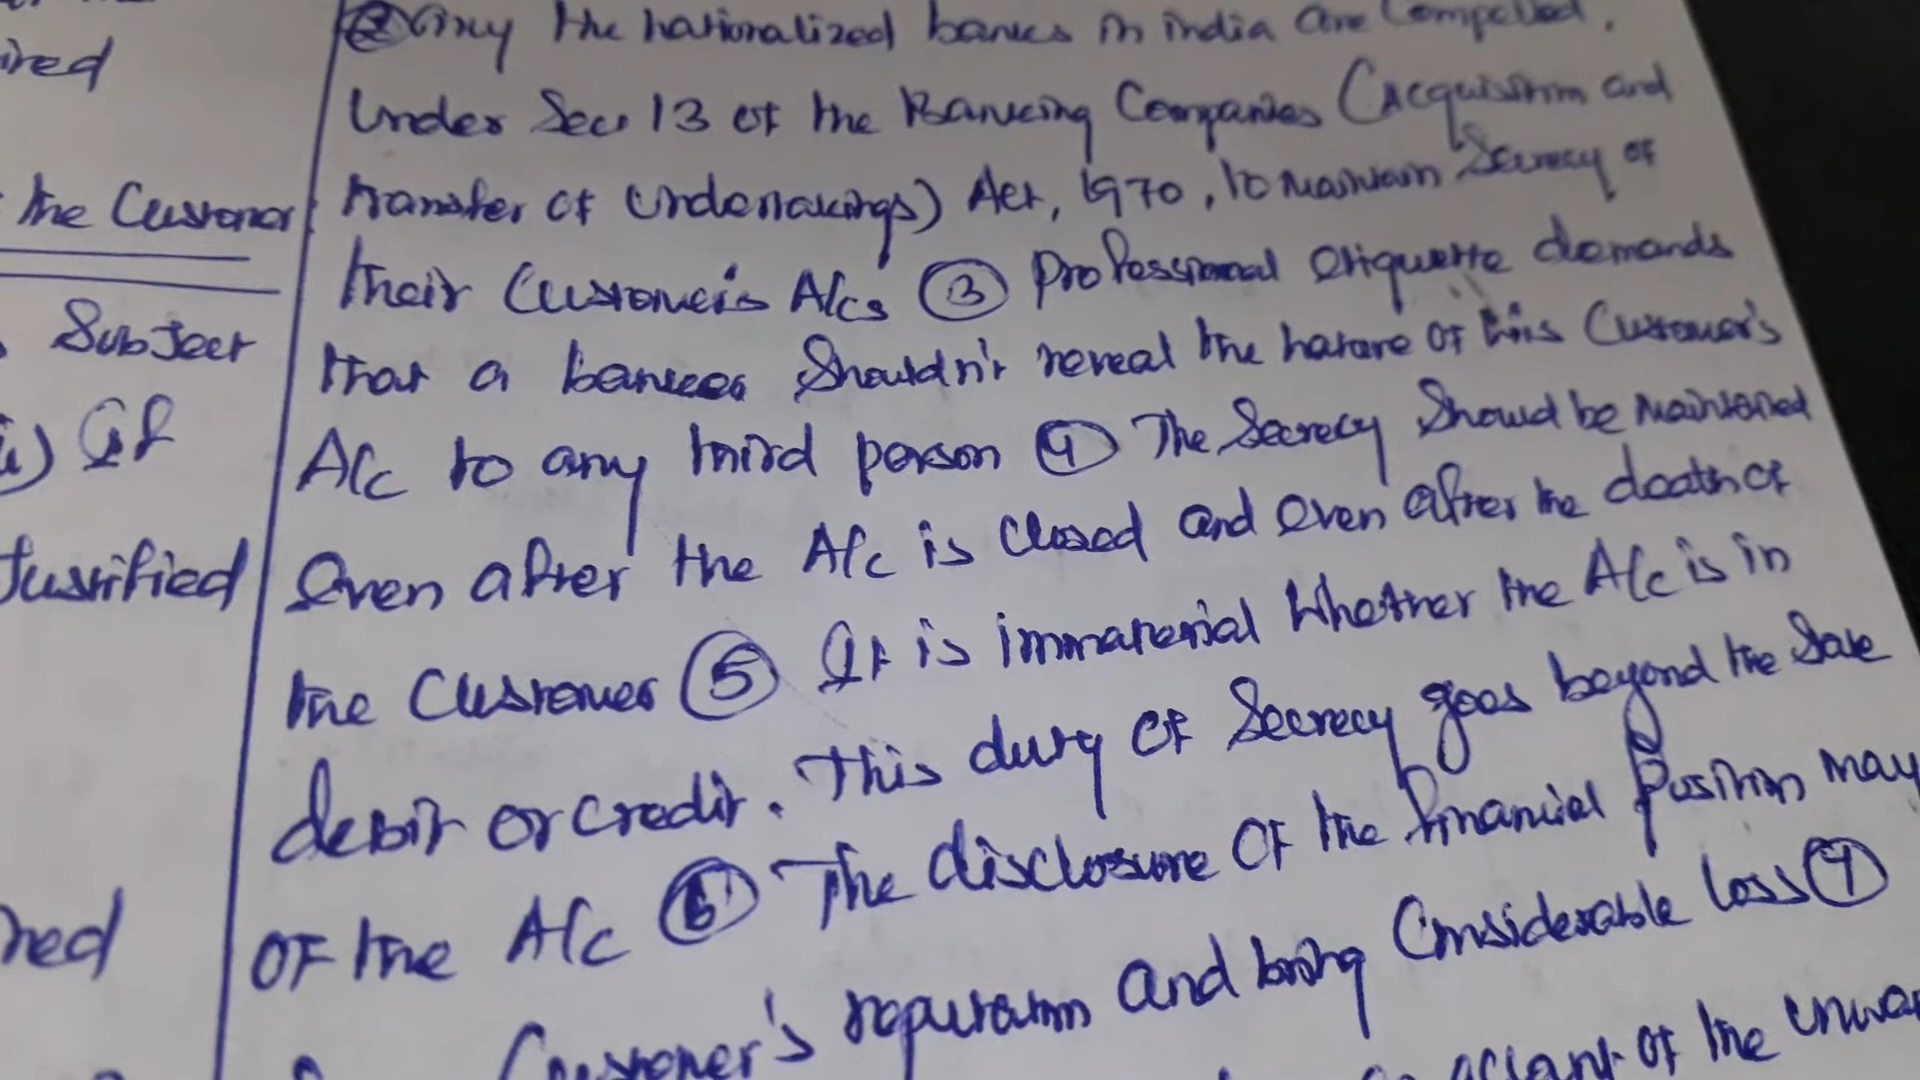 ired
the Customer
Subject
ii) If
Justified
ned
② Any the nationalized banks in india are Compelled,
Under Sec 13 of the Banking Companies (Acquisition and
transfer of Undertakings) Act, 1970, to maintain Secrecy of
their Customer's A/cs ③ Professional etiquette demands
that a banker shouldn't reveal the nature of his Customer's
A/c to any third person ④ The Secrecy Should be maintained
even after the A/c is closed and even after the death of
the Customer ⑤ It is immaterial whether the A/c is in
debit or credit. This duty of Secrecy goes beyond the State
of the A/c ⑥ The disclosure of the financial position may
Customer's reputation and bring Considerable loss ⑦
of the